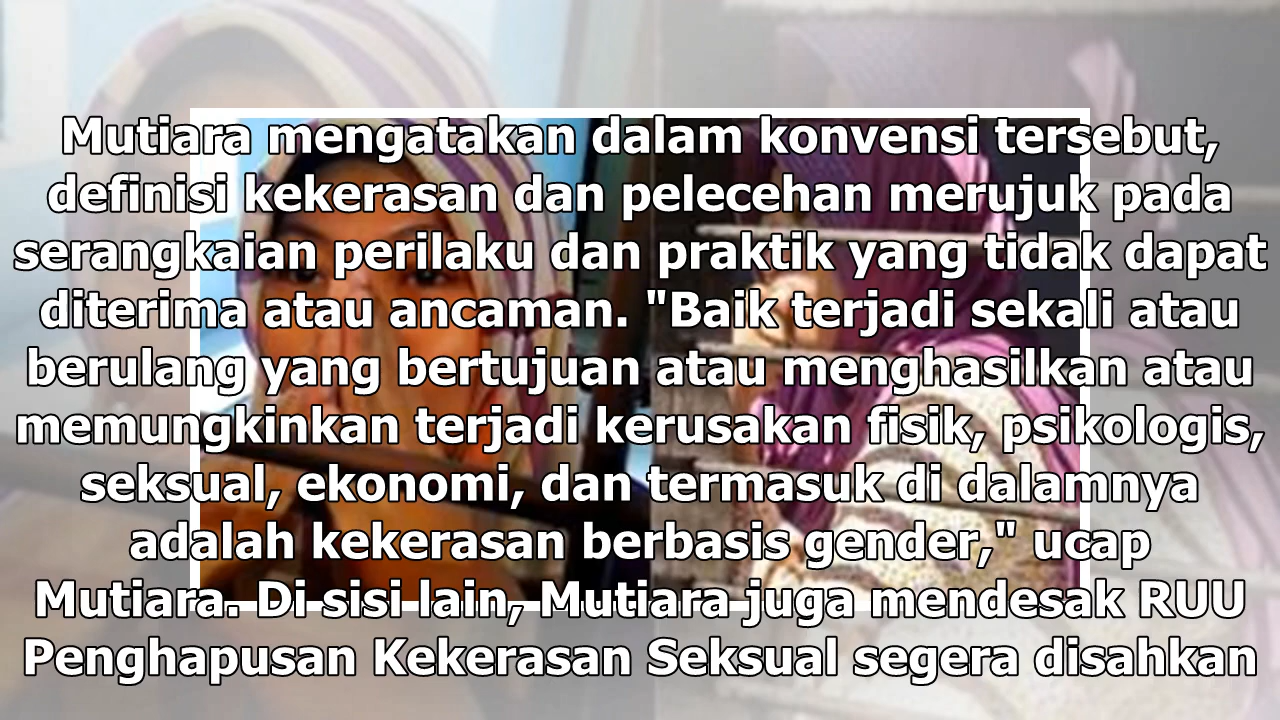 Mutiara mengatakan dalam konvensi tersebut,
definisi kekerasan dan pelecehan merujuk pada
serangkaian perilaku dan praktik yang tidak dapat
diterima atau ancaman. "Baik terjadi sekali atau
berulang yang bertujuan atau menghasilkan atau
memungkinkan terjadi kerusakan fisik, psikologis,
seksual, ekonomi, dan termasuk di dalamnya
adalah kekerasan berbasis gender," ucap
Mutiara. Di sisi lain, Mutiara juga mendesak RUU
Penghapusan Kekerasan Seksual segera disahkan